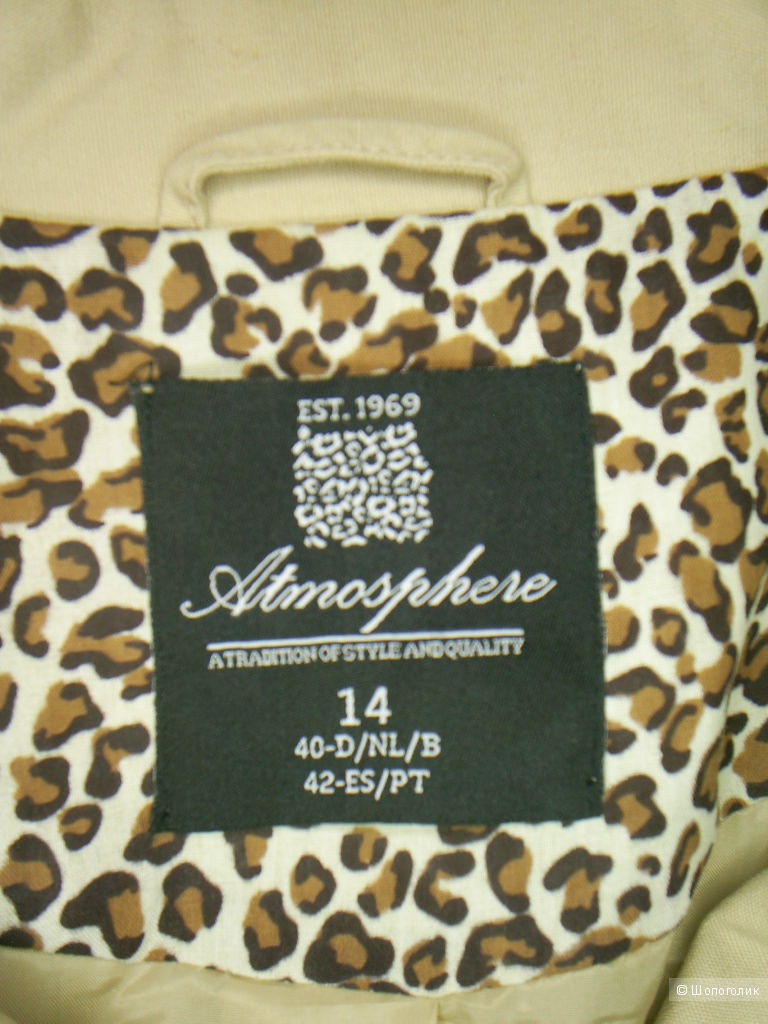 EST. 1969
Atmosphere
A TRADITION OF STYLE AND QUALITY
14
40-D/NL/B
42-ES/PT
© Шопоголик